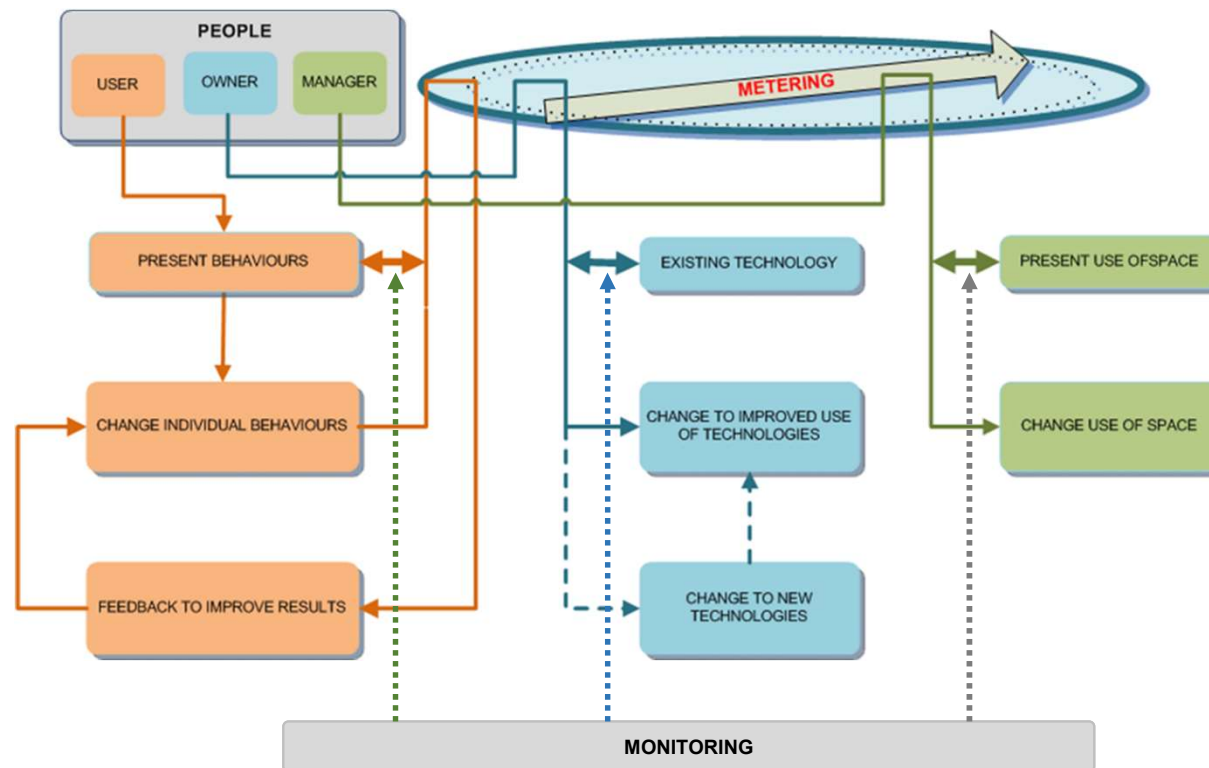 PEOPLE
USER
OWNER
MANAGER
METERING
PRESENT BEHAVIOURS
EXISTING TECHNOLOGY
PRESENT USE OFSPACE
CHANGE INDIVIDUAL BEHAVIOURS
CHANGE TO IMPROVED USE
OF TECHNOLOGIES
CHANGE USE OF SPACE
FEEDBACK TO IMPROVE RESULTS
CHANGE TO NEW
TECHNOLOGIES
MONITORING